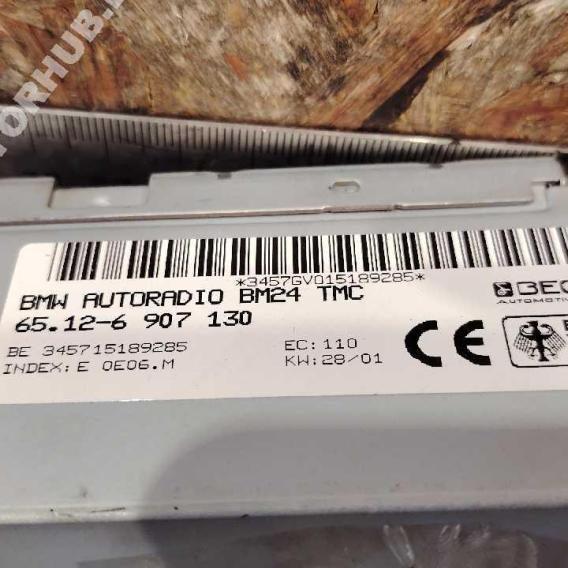 *3457GV015189285*
BMW AUTORADIO BM24 TMC
65.12-6 907 130
BE 345715189285
INDEX: E 0E06.M
EC: 110
KW: 28/01
CE